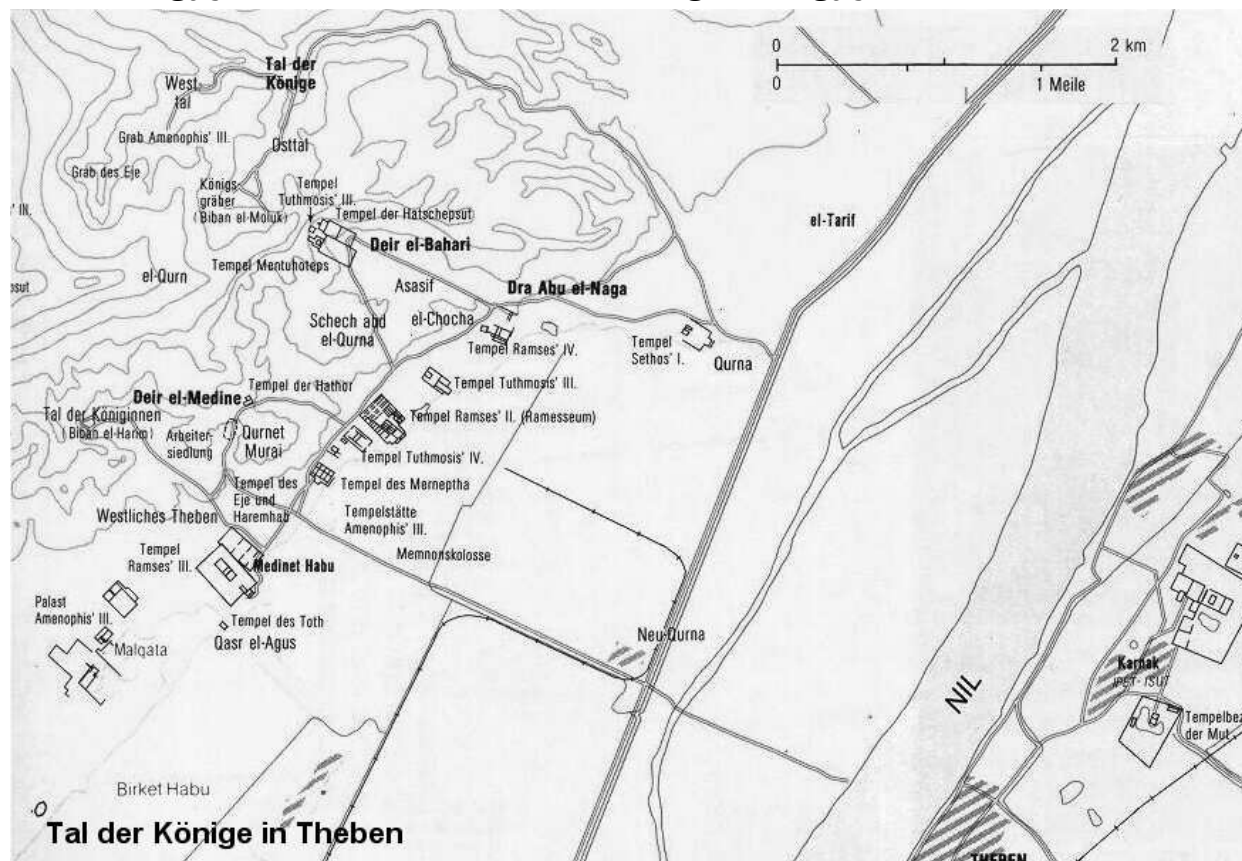 0
2 km
0
1 Meile
Tal der
Könige
West-
tal
Grab Amenophis' III.
Osttal
Grab des Eje
Königs
gräber
(Biban el-Moluk)
Tempel
Tuthmosis' III.
Tempel der Hatschepsut
' III.
el-Tarif
Deir el-Bahari
Tempel Mentuhoteps
el-Qurn
Asasif
Dra Abu el-Naga
el-Chocha
Schech abd
el-Qurna
Tempel Ramses' IV.
Tempel
Sethos' I.
Qurna
Tempel der Hathor
Tempel Tuthmosis' III.
Deir el-Medine
Tal der Königinnen
(Biban el-Harim)
Arbeiter-
siedlung
Qurnet
Murai
Tempel Ramses' II. (Ramesseum)
Tempel Tuthmosis' IV.
Tempel des Merneptha
Tempel des
Eje und
Haremhab
Tempelstätte
Amenophis' III.
Westliches Theben
Memnonskolosse
Tempel
Ramses' III.
Medinet Habu
Palast
Amenophis' III.
Tempel des Toth
Qasr el-Agus
Malqata
Neu-Qurna
NIL
Karnak
IPET-ISUT
Tempelbez
der Mut
Birket Habu
Tal der Könige in Theben
THEBEN